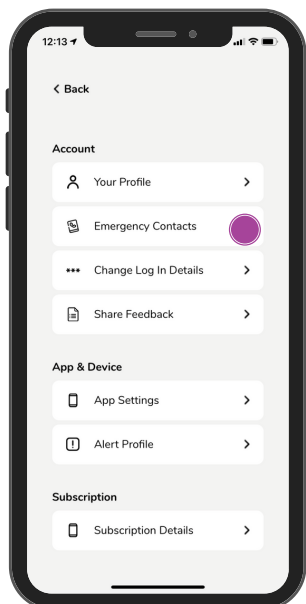 12:13
< Back
Account
Your Profile
Emergency Contacts
*** Change Log In Details
Share Feedback
App & Device
App Settings
Alert Profile
Subscription
Subscription Details